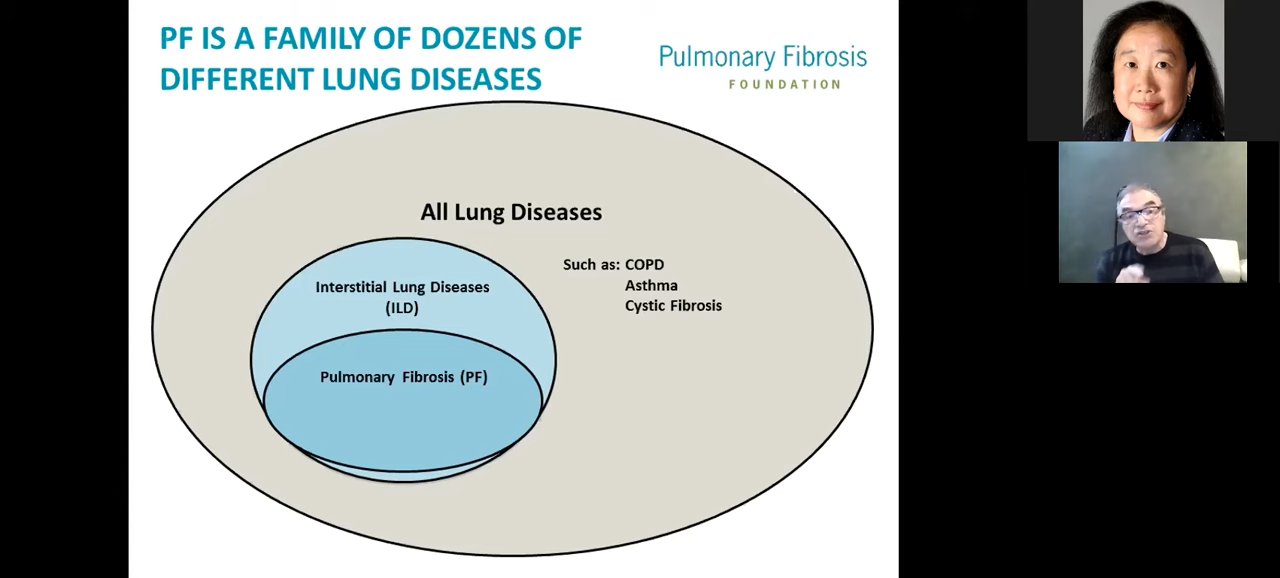 PF IS A FAMILY OF DOZENS OF
DIFFERENT LUNG DISEASES
Pulmonary Fibrosis
FOUNDATION
All Lung Diseases
Such as: COPD
Asthma
Cystic Fibrosis
Interstitial Lung Diseases
(ILD)
Pulmonary Fibrosis (PF)